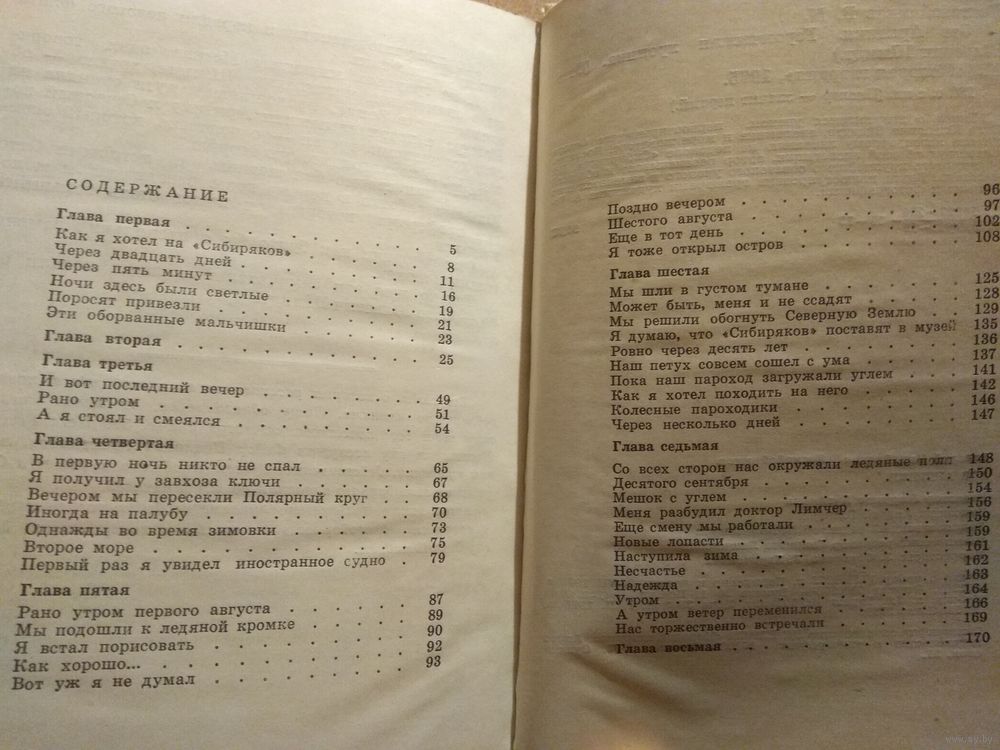 СОДЕРЖАНИЕ
Глава первая . . . . . . . . . 5
Как я хотел на «Сибиряков» . . . . 8
Через двадцать дней . . . . . . 11
Через пять минут . . . . . . . 16
Ночи здесь были светлые . . . . . 19
Поросят привезли . . . . . . . 21
Эти оборванные мальчишки . . . . 23
Глава вторая . . . . . . . . . 25
Глава третья
И вот последний вечер . . . . . . 49
Рано утром . . . . . . . . . 51
А я стоял и смеялся . . . . . . 54
Глава четвертая
В первую ночь никто не спал . . . . 65
Я получил у завхоза ключи . . . . 67
Вечером мы пересекли Полярный круг . . 68
Иногда на палубу . . . . . . . 70
Однажды во время зимовки . . . . 73
Второе море . . . . . . . . . 75
Первый раз я увидел иностранное судно . 79
Глава пятая
Рано утром первого августа . . . . . 87
Мы подошли к ледяной кромке . . . . 89
Я встал порисовать . . . . . . . 90
Как хорошо... . . . . . . . . . 92
Вот уж я не думал . . . . . . . 93
Поздно вечером . . . . . . . . 96
Шестого августа . . . . . . . . 97
Еще в тот день . . . . . . . . 102
Я тоже открыл остров . . . . . . 108
Глава шестая
Мы шли в густом тумане . . . . . 125
Может быть, меня и не ссадят . . . . 128
Мы решили обогнуть Северную Землю . . 129
Я думаю, что «Сибиряков» поставят в музей 135
Ровно через десять лет . . . . . . 136
Наш петух совсем сошел с ума . . . . 137
Пока наш пароход загружали углем . . . 141
Как я хотел походить на него . . . . 142
Колесные пароходики . . . . . . 146
Через несколько дней . . . . . . 147
Глава седьмая
Со всех сторон нас окружали ледяные поля 148
Десятого сентября . . . . . . . 150
Мешок с углем . . . . . . . . 154
Меня разбудил доктор Лимчер . . . . 156
Еще смену мы работали . . . . . . 159
Новые лопасти . . . . . . . . 159
Наступила зима . . . . . . . . 161
Несчастье . . . . . . . . . . 162
Надежда . . . . . . . . . . 163
Утром . . . . . . . . . . . 164
А утром ветер переменился . . . . . 166
Нас торжественно встречали . . . . . 169
Глава восьмая . . . . . . . . . 170
www.ay.by